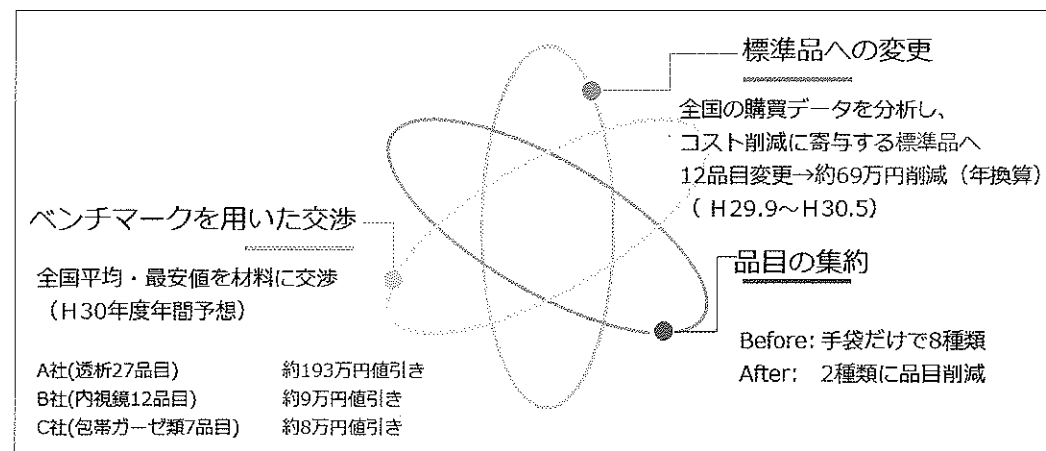 標準品への変更
全国の購買データを分析し、
コスト削減に寄与する標準品へ
12品目変更→約69万円削減（年換算）
（H29.9～H30.5）
ベンチマークを用いた交渉
全国平均・最安値を材料に交渉
（H30年度年間予想）
A社(透析27品目) 約193万円値引き
B社(内視鏡12品目) 約9万円値引き
C社(包帯ガーゼ類7品目) 約8万円値引き
品目の集約
Before: 手袋だけで8種類
After: 2種類に品目削減